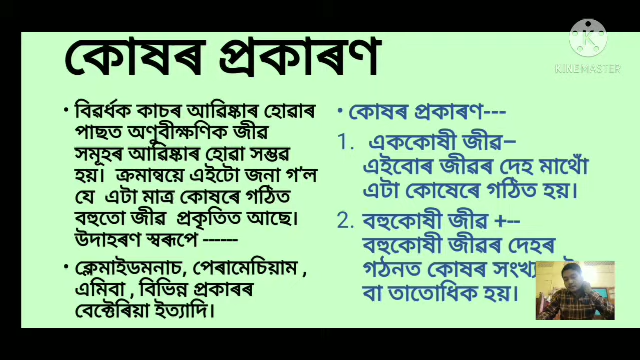 কোষৰ প্ৰকাৰণ
• বিৱৰ্ধক কাচৰ আৱিষ্কাৰ হোৱাৰ
পাছত অণুবীক্ষণিক জীৱ
সমূহৰ আৱিষ্কাৰ হোৱা সম্ভৱ
হয়। ক্ৰমান্বয়ে এইটো জনা গ'ল
যে এটা মাত্ৰ কোষৰে গঠিত
বহুতো জীৱ প্ৰকৃতিত আছে।
উদাহৰণ স্বৰূপে ------
• ক্লেমাইডমনাচ, পেৰামেচিয়াম ,
এমিবা , বিভিন্ন প্ৰকাৰৰ
বেক্টেৰিয়া ইত্যাদি।
• কোষৰ প্ৰকাৰণ---
1. এককোষী জীৱ–
এইবোৰ জীৱৰ দেহ মাথোঁ
এটা কোষেৰে গঠিত হয়।
2. বহুকোষী জীৱ +--
বহুকোষী জীৱৰ দেহৰ
গঠনত কোষৰ
বা তাতোধিক হয়।
KINEMASTER